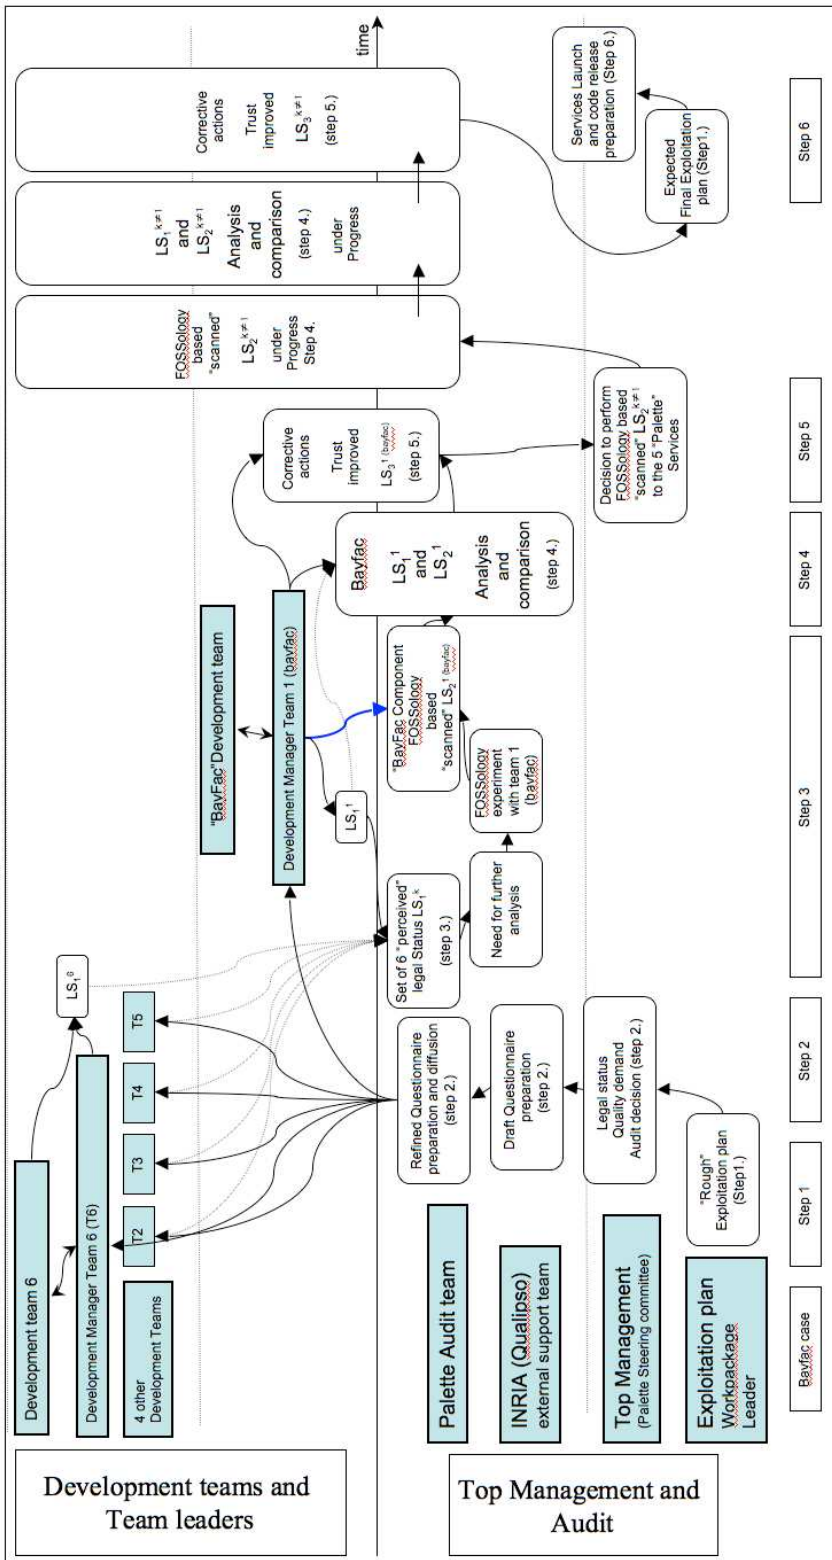 Development teams and
Team leaders
Top Management and
Audit
Development team 6
Development Manager Team 6 (T6)
4 other
Development Teams
T2
T3
T4
T5
LS₁⁶
"BayFac"Development team
Development Manager Team 1 (bayfac)
LS₁¹
Palette Audit team
INRIA (Qualipso)
external support team
Top Management
(Palette Steering committee)
Exploitation plan
Workpackage
Leader
"Rough"
Exploitation plan
(Step1.)
Legal status
Quality demand
Audit decision (step 2.)
Draft Questionnaire
preparation
(step 2.)
Refined Questionnaire
preparation and diffusion
(step 2.)
Set of 6 "perceived"
legal Status LS₁ᵏ
(step 3.)
Need for further
analysis
FOSSology
experiment
with team 1
(bayfac)
"BayFac Component
FOSSology
based
"scanned" LS₂¹ ⁽ᵇᵃʸᶠᵃᶜ⁾
Bayfac
LS₁¹
and
LS₂¹
Analysis
and
comparison
(step 4.)
Corrective
actions
Trust
improved
LS₃¹ ⁽ᵇᵃʸᶠᵃᶜ⁾
(step 5.)
Decision to perform
FOSSology based
"scanned" LS₂ᵏ≠¹
to the 5 "Palette"
Services
FOSSology
based
"scanned"
LS₂ᵏ≠¹
under
Progress
Step 4.
LS₁ᵏ≠¹
and
LS₂ᵏ≠¹
Analysis
and
comparison
(step 4.)
under
Progress
Corrective
actions
Trust
improved
LS₃ᵏ≠¹
(step 5.)
Expected
Final Exploitation
plan (Step1.)
Services Launch
and code release
preparation (Step 6.)
time
Bayfac case
Step 1
Step 2
Step 3
Step 4
Step 5
Step 6